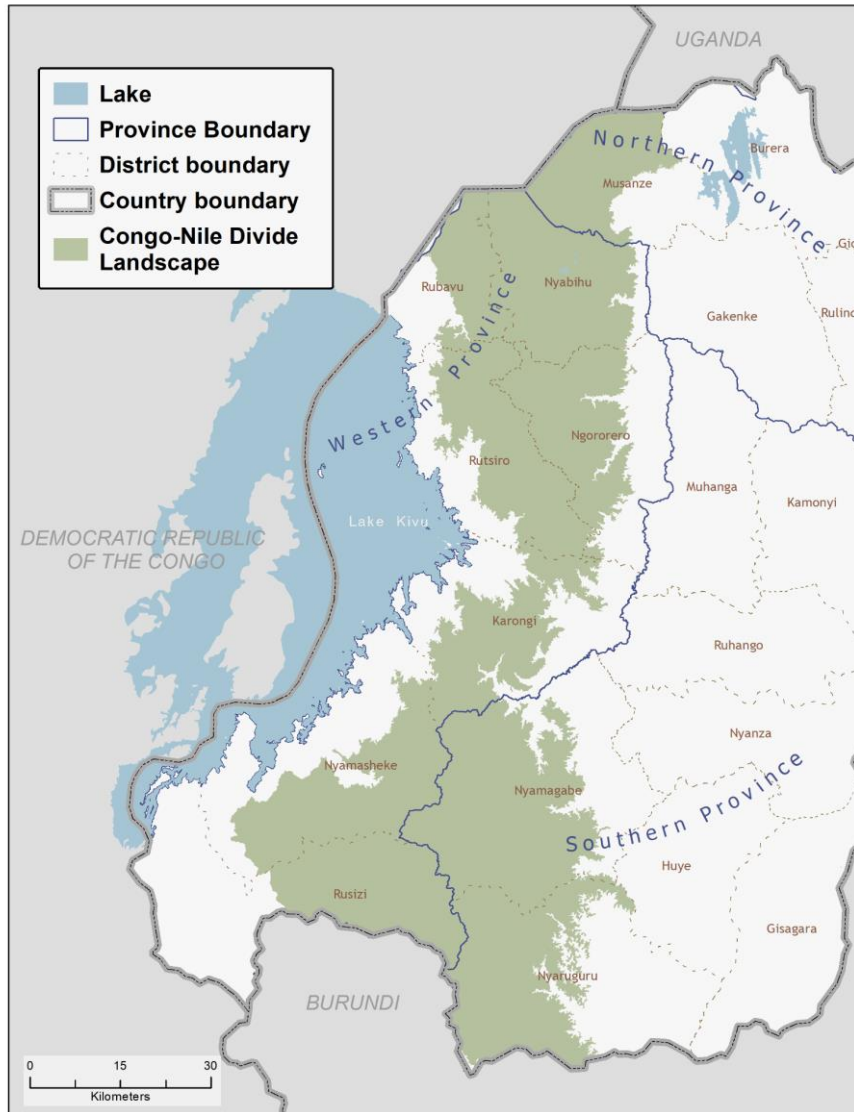 UGANDA
Lake
Province Boundary
District boundary
Country boundary
Congo-Nile Divide
Landscape
Northern Province
Burera
Musanze
Rubavu
Nyabihu
Gakenke
Western Province
Ngororero
Rutsiro
Muhanga
Kamonyi
Lake Kivu
DEMOCRATIC REPUBLIC
OF THE CONGO
Karongi
Ruhango
Nyanza
Nyamasheke
Nyamagabe
Southern Province
Huye
Rusizi
Gisagara
Nyaruguru
BURUNDI
0 15 30
Kilometers